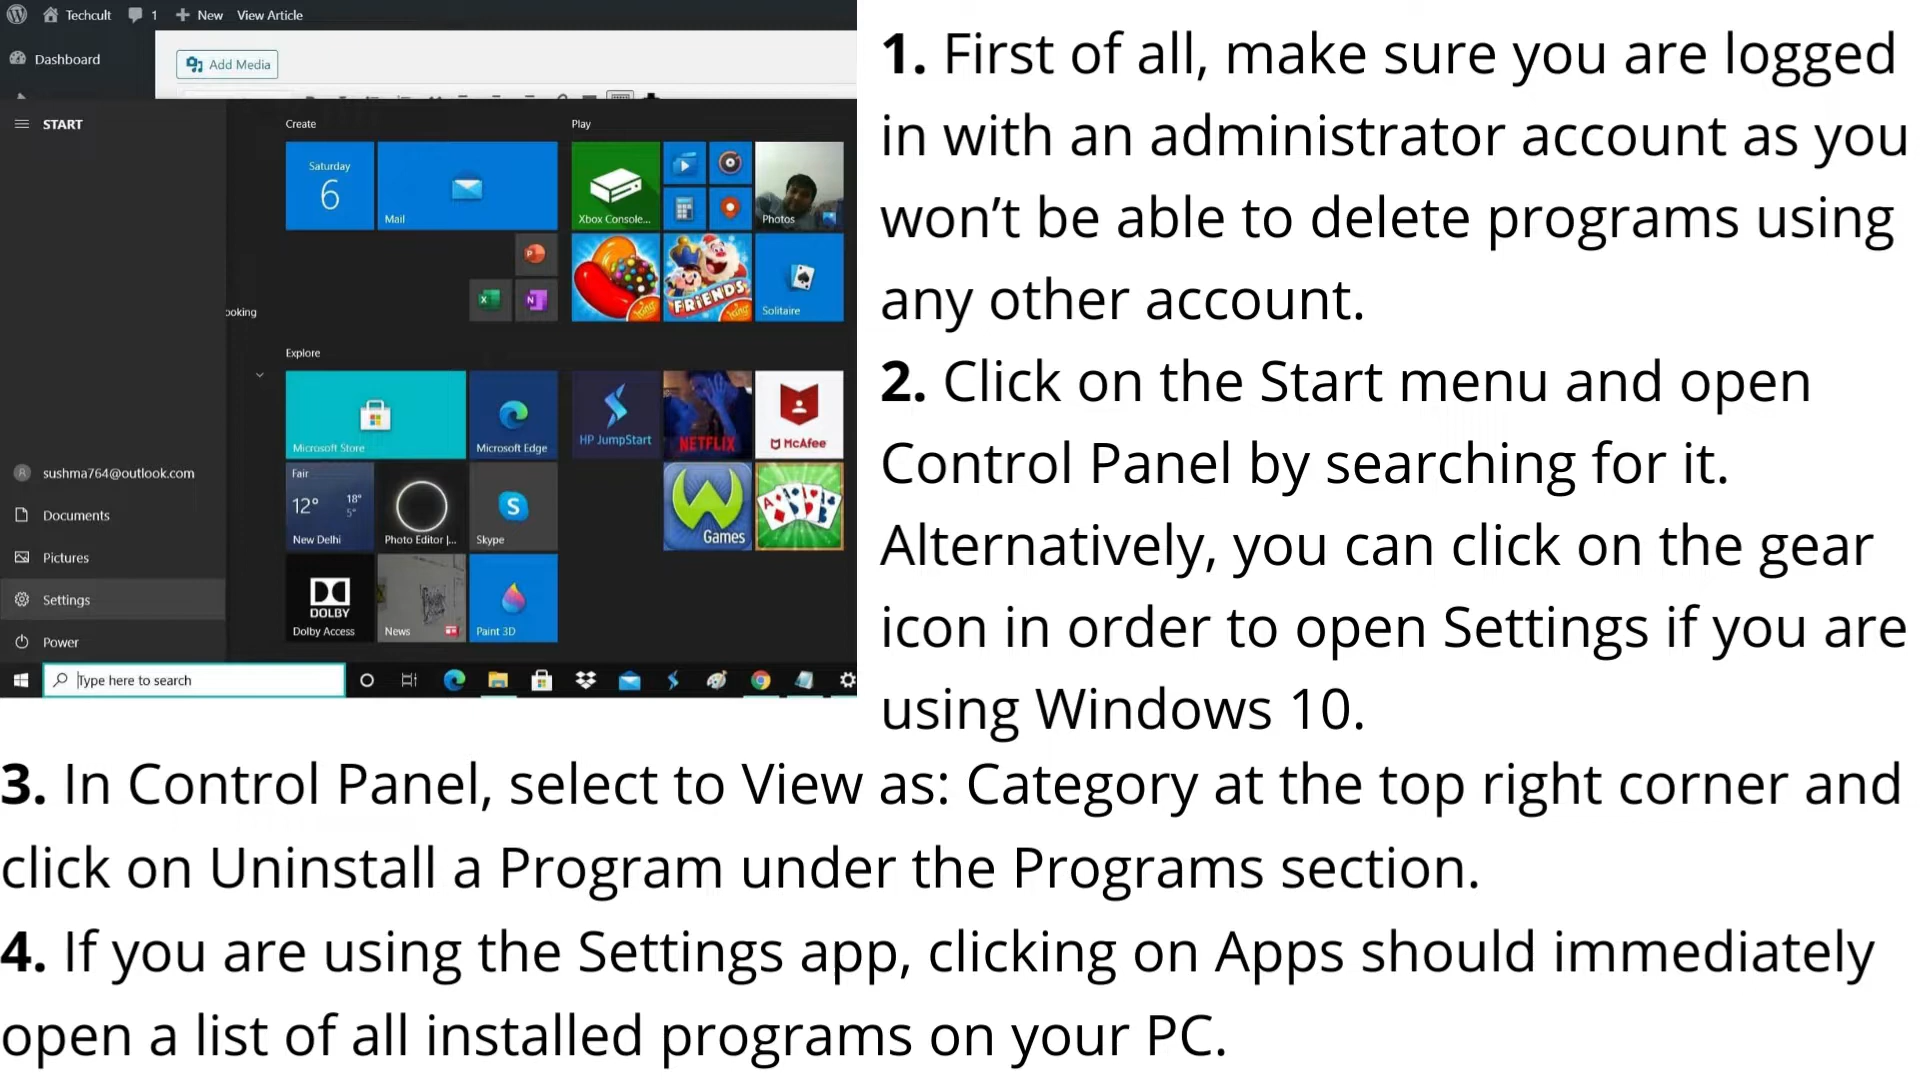 Techcult 1 New View Article
Dashboard
Add Media
START
Create
Play
Saturday
6
Mail
Xbox Console...
Photos
FRIENDS
King
King
Solitaire
ooking
Explore
Microsoft Store
Microsoft Edge
HP JumpStart
NETFLIX
McAfee
sushma764@outlook.com
Fair
12° 18°
5°
New Delhi
Photo Editor |...
Skype
Games
Documents
Pictures
Settings
DOLBY
Dolby Access
News
Paint 3D
Power
Type here to search
1. First of all, make sure you are logged
in with an administrator account as you
won’t be able to delete programs using
any other account.
2. Click on the Start menu and open
Control Panel by searching for it.
Alternatively, you can click on the gear
icon in order to open Settings if you are
using Windows 10.
3. In Control Panel, select to View as: Category at the top right corner and
click on Uninstall a Program under the Programs section.
4. If you are using the Settings app, clicking on Apps should immediately
open a list of all installed programs on your PC.